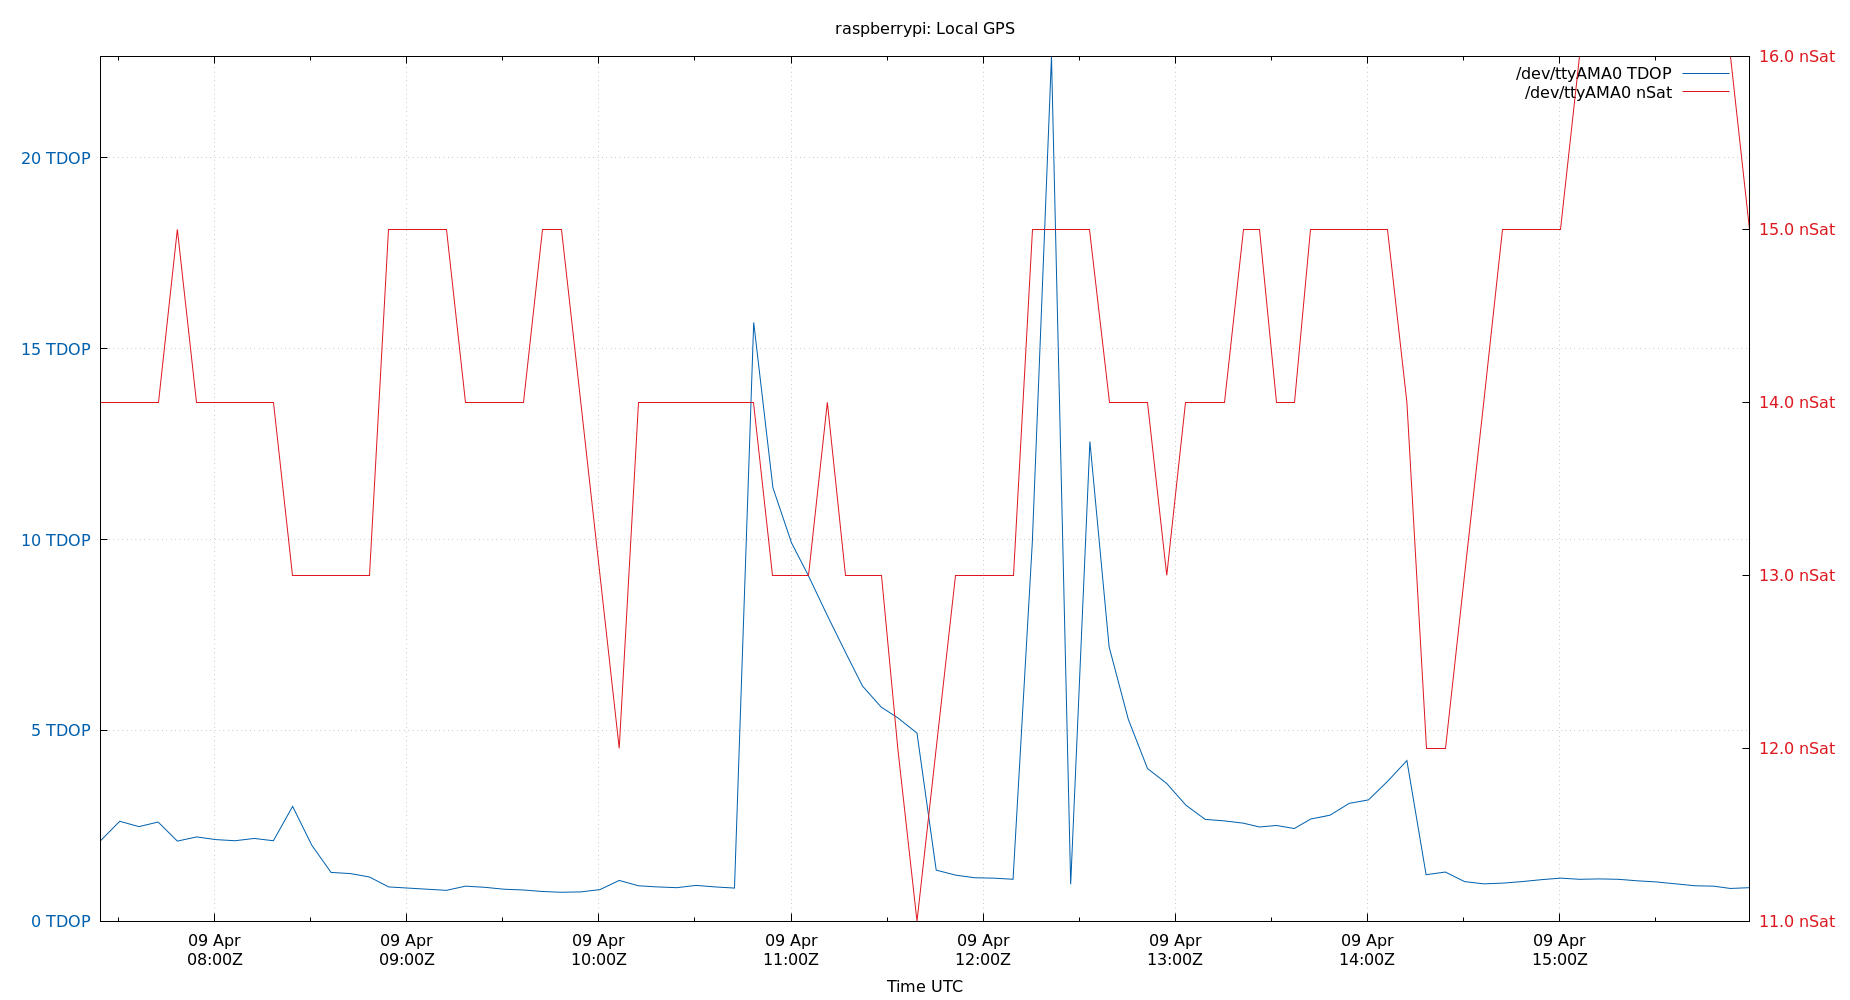 raspberrypi: Local GPS
/dev/ttyAMA0 TDOP
/dev/ttyAMA0 nSat
20 TDOP
15 TDOP
10 TDOP
5 TDOP
0 TDOP
16.0 nSat
15.0 nSat
14.0 nSat
13.0 nSat
12.0 nSat
11.0 nSat
09 Apr
08:00Z
09 Apr
09:00Z
09 Apr
10:00Z
09 Apr
11:00Z
09 Apr
12:00Z
09 Apr
13:00Z
09 Apr
14:00Z
09 Apr
15:00Z
Time UTC